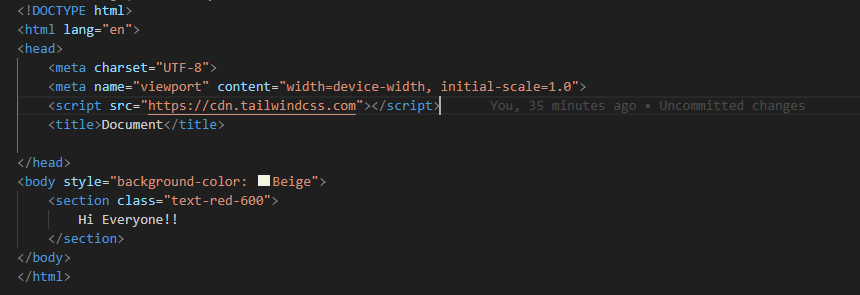 <!DOCTYPE html>
<html lang="en">
<head>
    <meta charset="UTF-8">
    <meta name="viewport" content="width=device-width, initial-scale=1.0">
    <script src="https://cdn.tailwindcss.com"></script>      You, 35 minutes ago • Uncommitted changes
    <title>Document</title>
</head>
<body style="background-color: Beige">
    <section class="text-red-600">
        Hi Everyone!!
    </section>
</body>
</html>